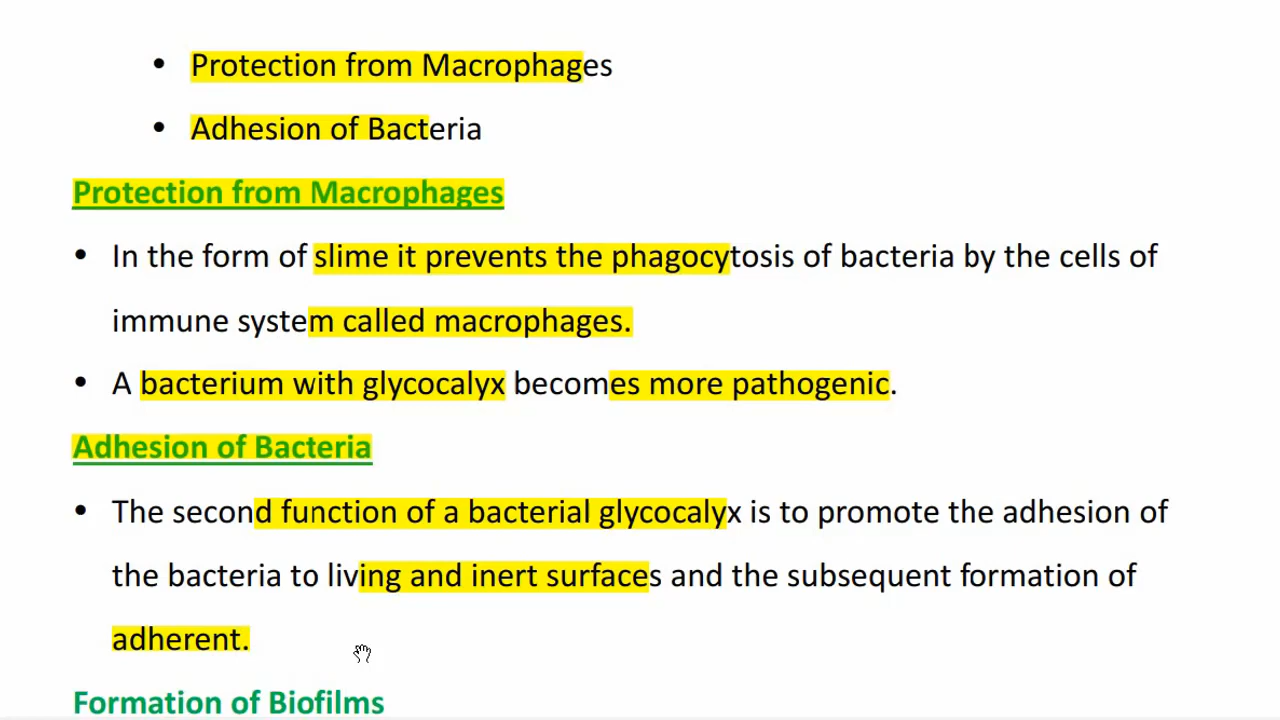 • Protection from Macrophages
• Adhesion of Bacteria
Protection from Macrophages
• In the form of slime it prevents the phagocytosis of bacteria by the cells of
immune system called macrophages.
• A bacterium with glycocalyx becomes more pathogenic.
Adhesion of Bacteria
• The second function of a bacterial glycocalyx is to promote the adhesion of
the bacteria to living and inert surfaces and the subsequent formation of
adherent.
Formation of Biofilms